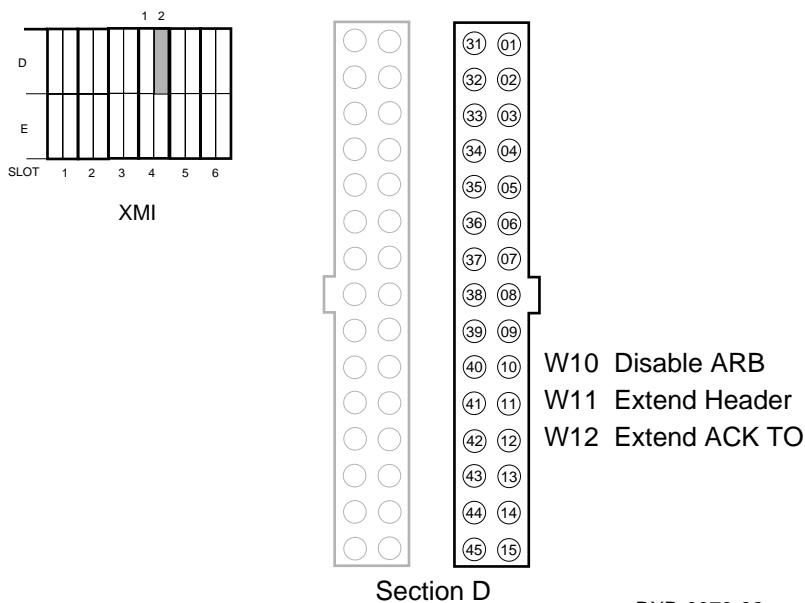 1 2
D
E
SLOT 1 2 3 4 5 6
XMI
31 01
32 02
33 03
34 04
35 05
36 06
37 07
38 08
39 09
40 10 W10 Disable ARB
41 11 W11 Extend Header
42 12 W12 Extend ACK TO
43 13
44 14
45 15
Section D